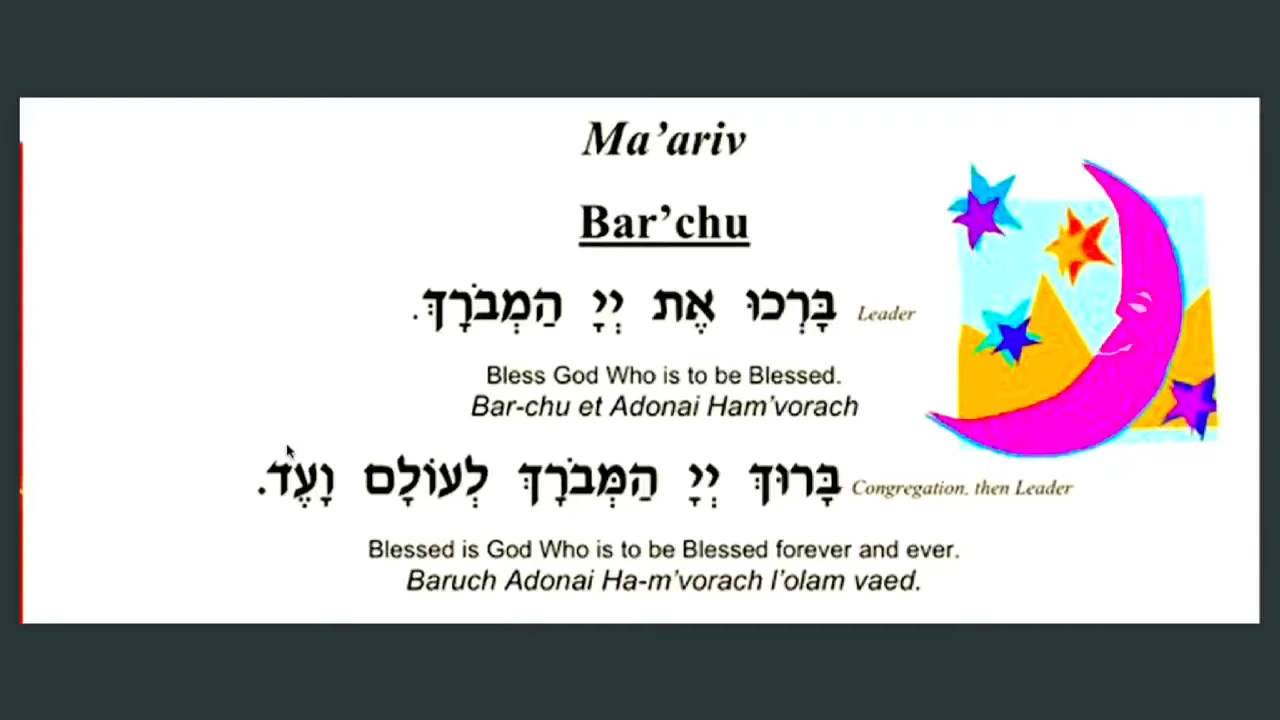 Ma’ariv
Bar’chu
בָּרְכוּ אֶת יְיָ הַמְבֹרָךְ. Leader
Bless God Who is to be Blessed.
Bar-chu et Adonai Ham’vorach
בָּרוּךְ יְיָ הַמְּבֹרָךְ לְעוֹלָם וָעֶד. Congregation, then Leader
Blessed is God Who is to be Blessed forever and ever.
Baruch Adonai Ha-m’vorach l’olam vaed.